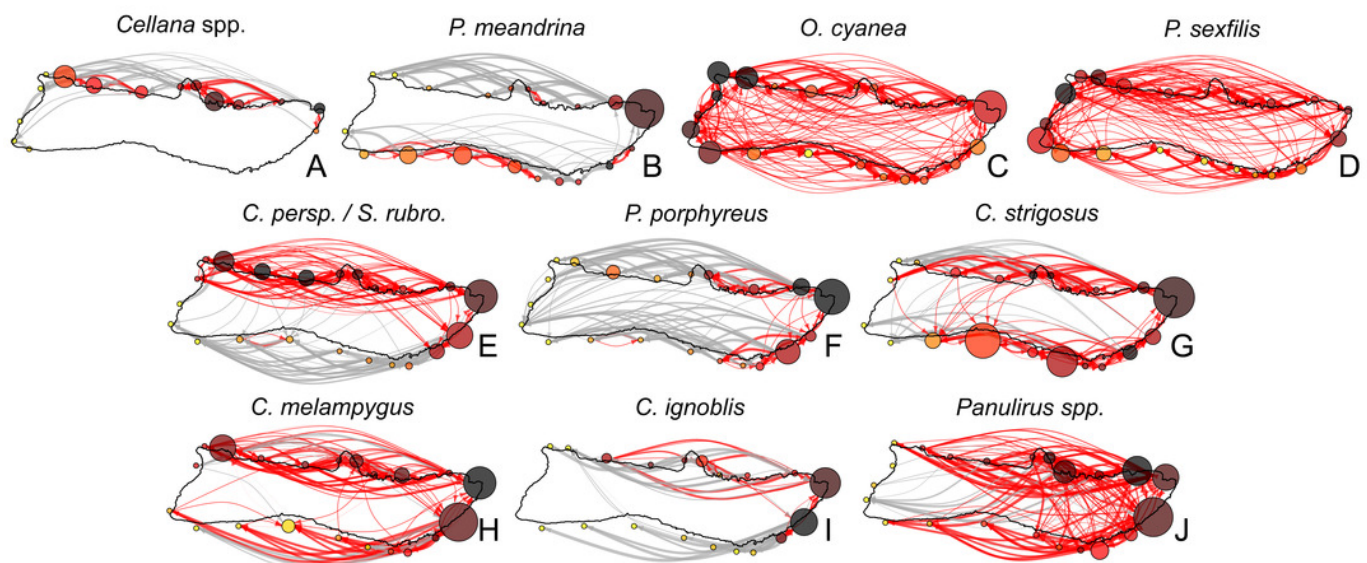 Cellana spp.
P. meandrina
O. cyanea
P. sexfilis
A
B
C
D
C. persp. / S. rubro.
P. porphyreus
C. strigosus
E
F
G
C. melampygus
C. ignoblis
Panulirus spp.
H
I
J